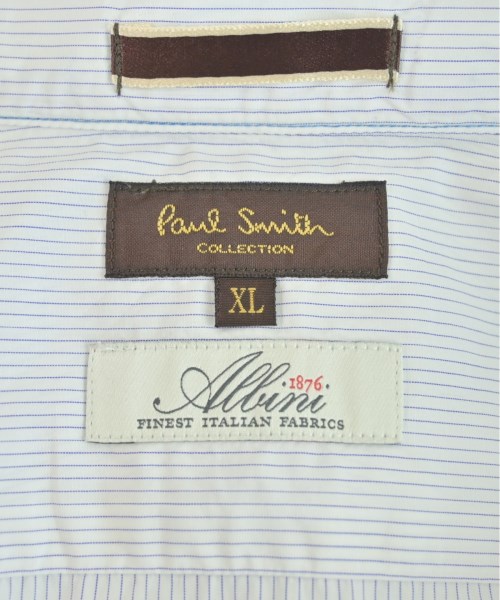 Paul Smith
COLLECTION
XL
1876
Albini
FINEST ITALIAN FABRICS